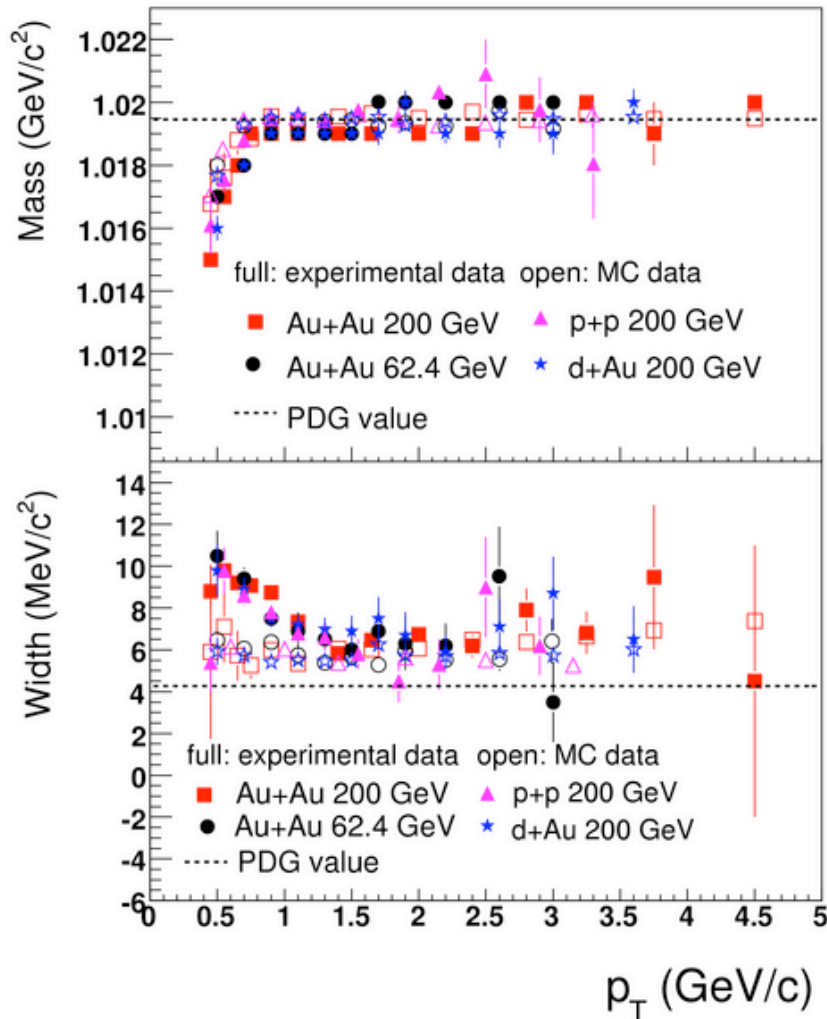 Mass (GeV/c²)
1.022
1.02
1.018
1.016
1.014
1.012
1.01
full: experimental data open: MC data
Au+Au 200 GeV p+p 200 GeV
Au+Au 62.4 GeV d+Au 200 GeV
PDG value
Width (MeV/c²)
14
12
10
8
6
4
2
0
-2
-4
-6
full: experimental data open: MC data
Au+Au 200 GeV p+p 200 GeV
Au+Au 62.4 GeV d+Au 200 GeV
PDG value
0 0.5 1 1.5 2 2.5 3 3.5 4 4.5 5
p_T (GeV/c)